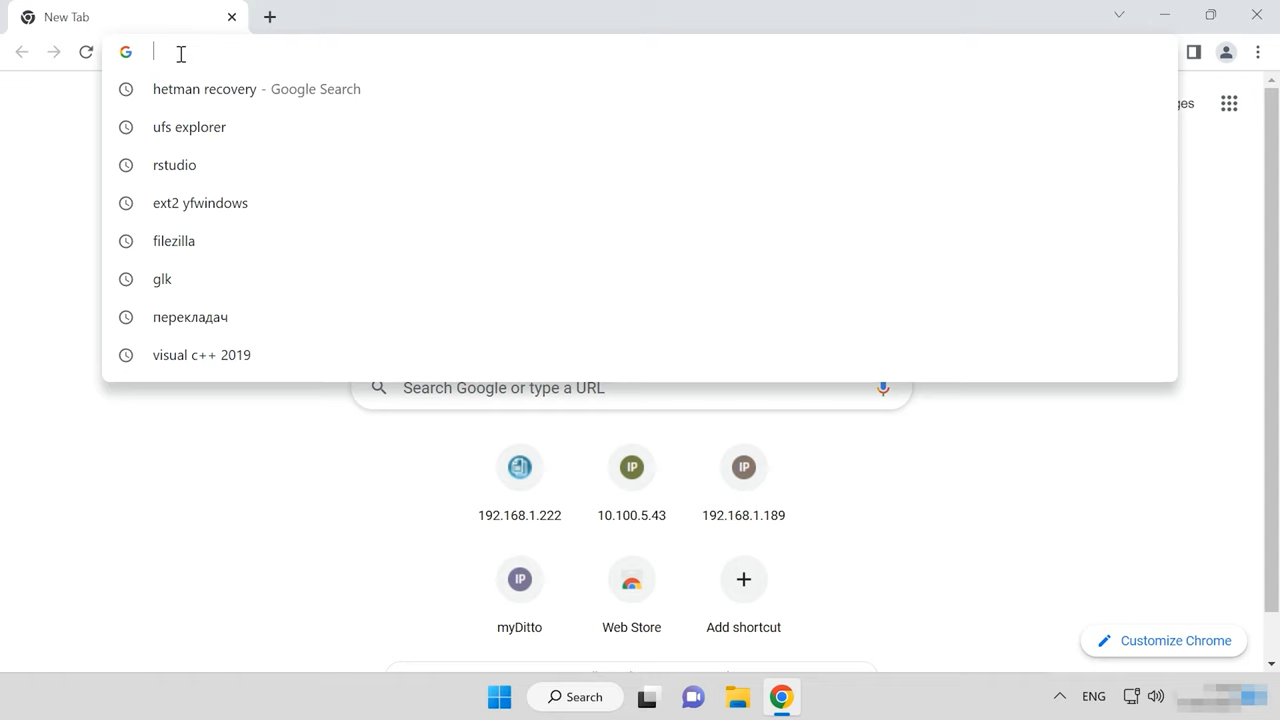 New Tab
hetman recovery - Google Search
ufs explorer
rstudio
ext2 yfwindows
filezilla
glk
перекладач
visual c++ 2019
Search Google or type a URL
192.168.1.222
10.100.5.43
192.168.1.189
IP
IP
IP
myDitto
Web Store
Add shortcut
Customize Chrome
Search
ENG